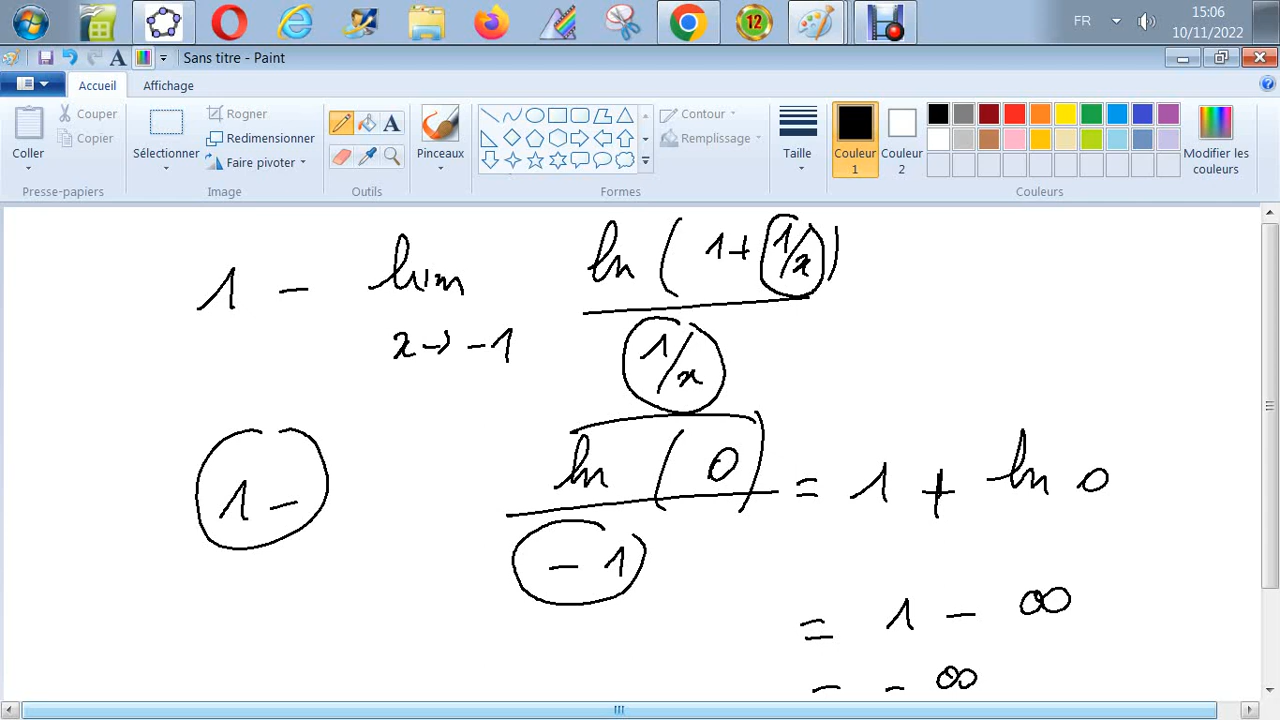 12
FR
15:06
10/11/2022
Sans titre - Paint
Accueil
Affichage
Coller
Couper
Copier
Presse-papiers
Sélectionner
Rogner
Redimensionner
Faire pivoter
Image
Outils
Pinceaux
Contour
Remplissage
Formes
Taille
Couleur 1
Couleur 2
Modifier les couleurs
Couleurs
1 - lim ln ( 1+ 1/x )
x → -1 1/x
1 - ln ( 0 ) = 1 + ln 0
- 1
= 1 - ∞
= - ∞